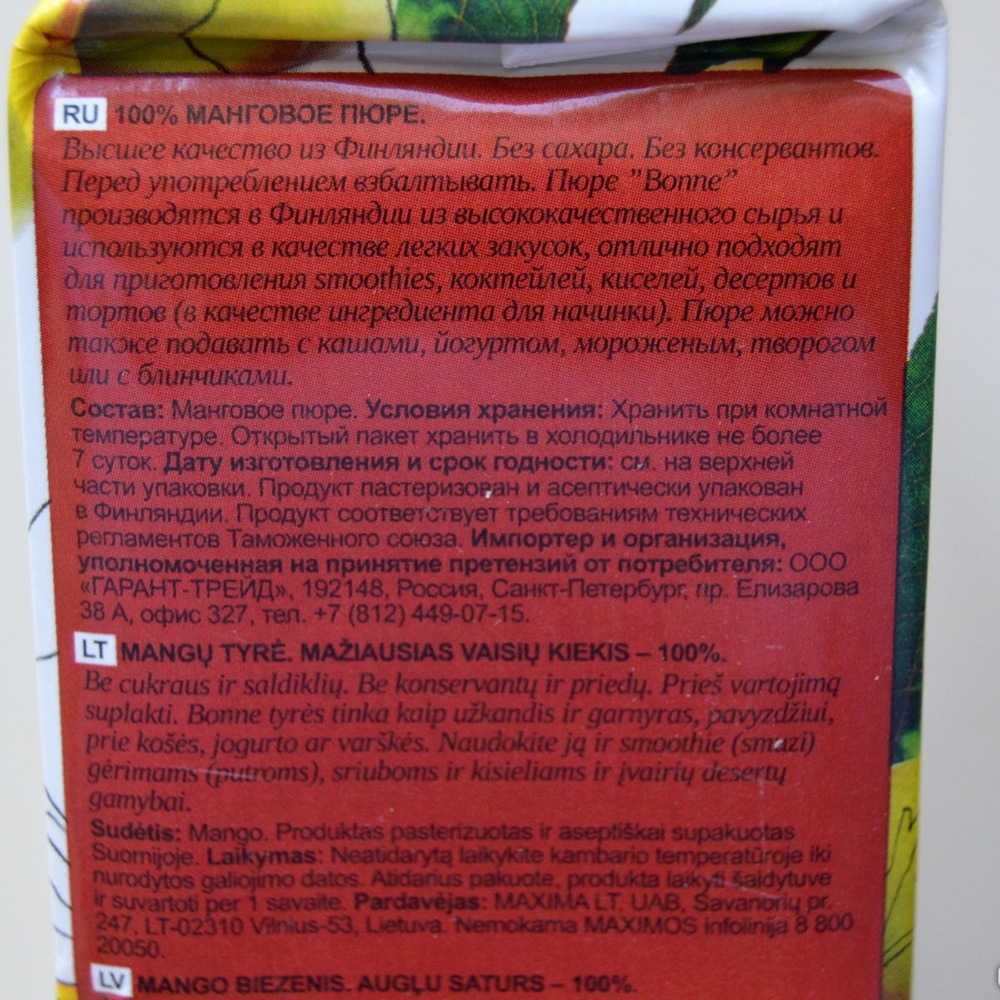 RU 100% МАНГОВОЕ ПЮРЕ.
Высшее качество из Финляндии. Без сахара. Без консервантов.
Перед употреблением взбалтывать. Пюре "Bonne"
производятся в Финляндии из высококачественного сырья и
используются в качестве легких закусок, отлично подходят
для приготовления smoothies, коктейлей, киселей, десертов и
тортов (в качестве ингредиента для начинки). Пюре можно
также подавать с кашами, йогуртом, мороженым, творогом
или с блинчиками.
Состав: Манговое пюре. Условия хранения: Хранить при комнатной
температуре. Открытый пакет хранить в холодильнике не более
7 суток. Дату изготовления и срок годности: см. на верхней
части упаковки. Продукт пастеризован и асептически упакован
в Финляндии. Продукт соответствует требованиям технических
регламентов Таможенного союза. Импортер и организация,
уполномоченная на принятие претензий от потребителя: ООО
«ГАРАНТ-ТРЕЙД», 192148, Россия, Санкт-Петербург, пр. Елизарова
38 А, офис 327, тел. +7 (812) 449-07-15.
LT MANGŲ TYRĖ. MAŽIAUSIAS VAISIŲ KIEKIS – 100%.
Be cukraus ir saldiklių. Be konservantų ir priedų. Prieš vartojimą
suplakti. Bonne tyrės tinka kaip užkandis ir garnyras, pavyzdžiui,
prie košės, jogurto ar varškės. Naudokite ją ir smoothie (smuzi)
gėrimams (putroms), sriuboms ir kisieliams ir įvairių desertų
gamybai.
Sudėtis: Mango. Produktas pasterizuotas ir aseptiškai supakuotas
Suomijoje. Laikymas: Neatidarytą laikykite kambario temperatūroje iki
nurodytos galiojimo datos. Atidarius pakuotę, produkta laikyti šaldytuve
ir suvartoti per 1 savaitę. Pardavėjas: MAXIMA LT, UAB, Savanorių pr.
247, LT-02310 Vilnius-53, Lietuva. Nemokama MAXIMOS infolinija 8 800
20050.
LV MANGO BIEZENIS. AUGĻU SATURS – 100%.